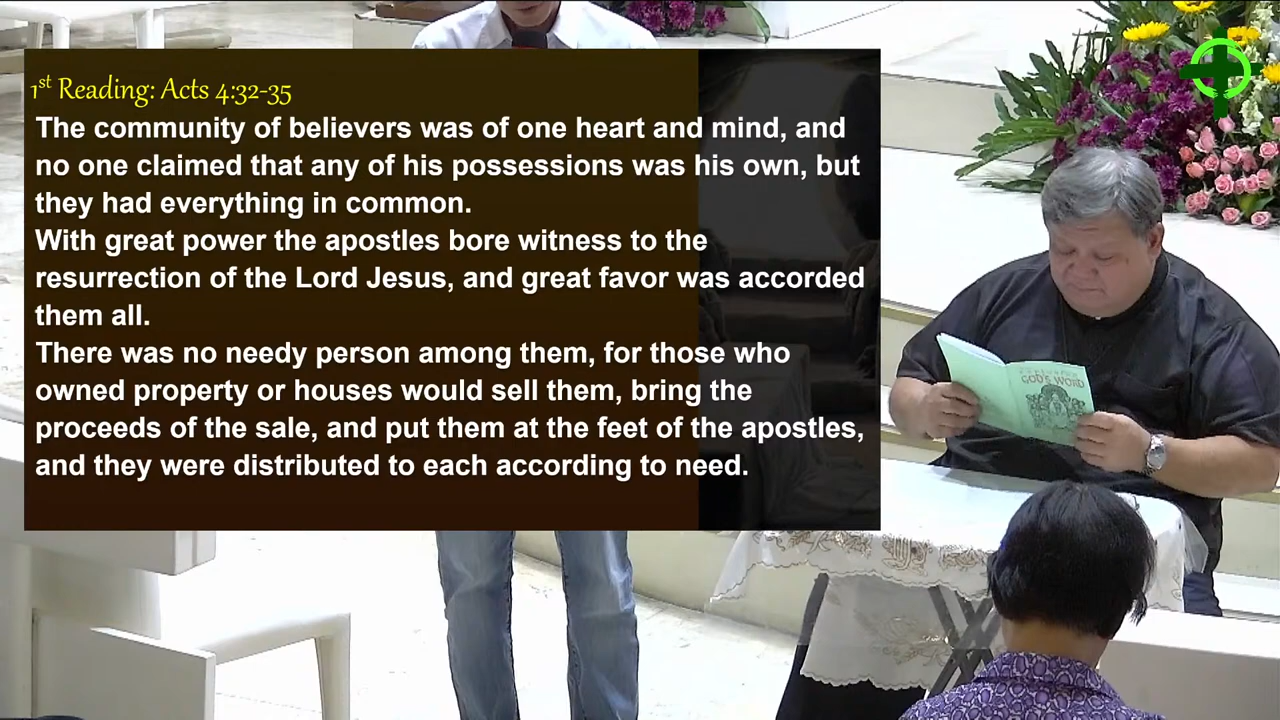 1st Reading: Acts 4:32-35
The community of believers was of one heart and mind, and
no one claimed that any of his possessions was his own, but
they had everything in common.
With great power the apostles bore witness to the
resurrection of the Lord Jesus, and great favor was accorded
them all.
There was no needy person among them, for those who
owned property or houses would sell them, bring the
proceeds of the sale, and put them at the feet of the apostles,
and they were distributed to each according to need.
GOD'S WORD